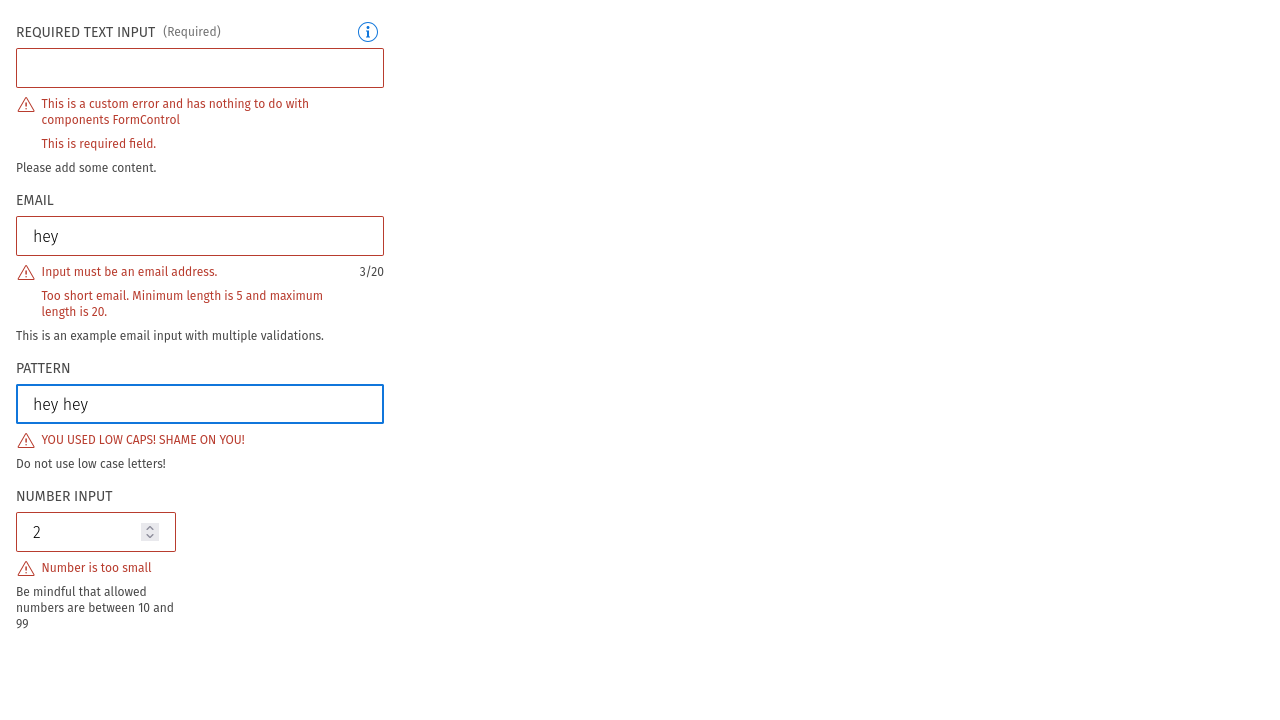 REQUIRED TEXT INPUT (Required)
This is a custom error and has nothing to do with
components FormControl
This is required field.
Please add some content.
EMAIL
hey
Input must be an email address. 3/20
Too short email. Minimum length is 5 and maximum
length is 20.
This is an example email input with multiple validations.
PATTERN
hey hey
YOU USED LOW CAPS! SHAME ON YOU!
Do not use low case letters!
NUMBER INPUT
2
Number is too small
Be mindful that allowed
numbers are between 10 and
99